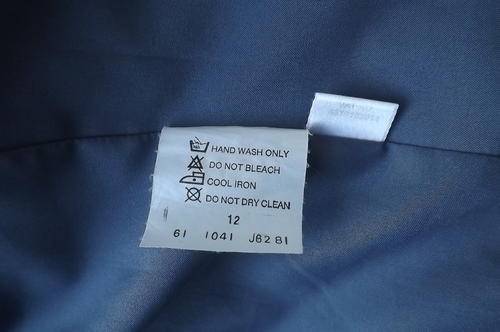 HAND WASH ONLY
DO NOT BLEACH
COOL IRON
DO NOT DRY CLEAN
12
61 1041 J6281